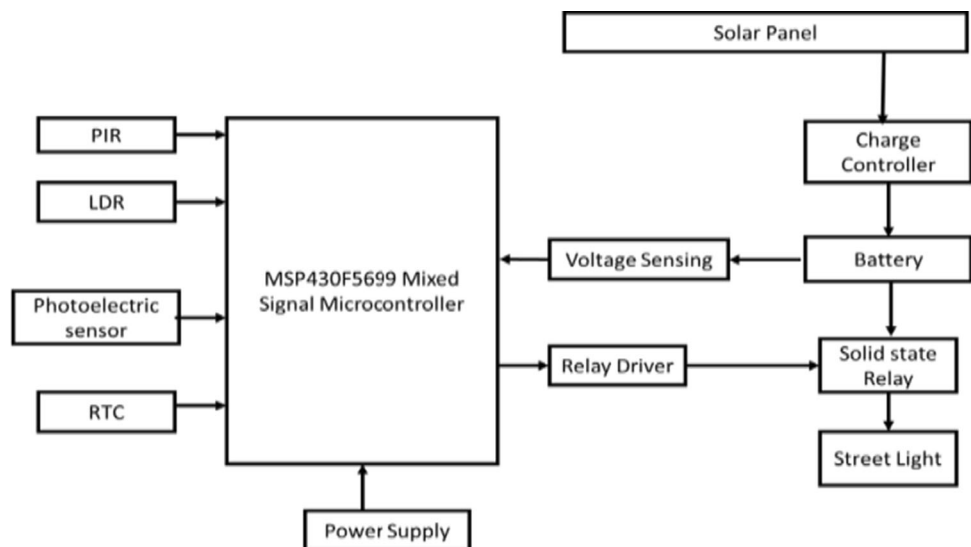 Solar Panel
PIR
Charge
Controller
LDR
Voltage Sensing
Battery
MSP430F5699 Mixed
Signal Microcontroller
Photoelectric
sensor
Relay Driver
Solid state
Relay
RTC
Street Light
Power Supply